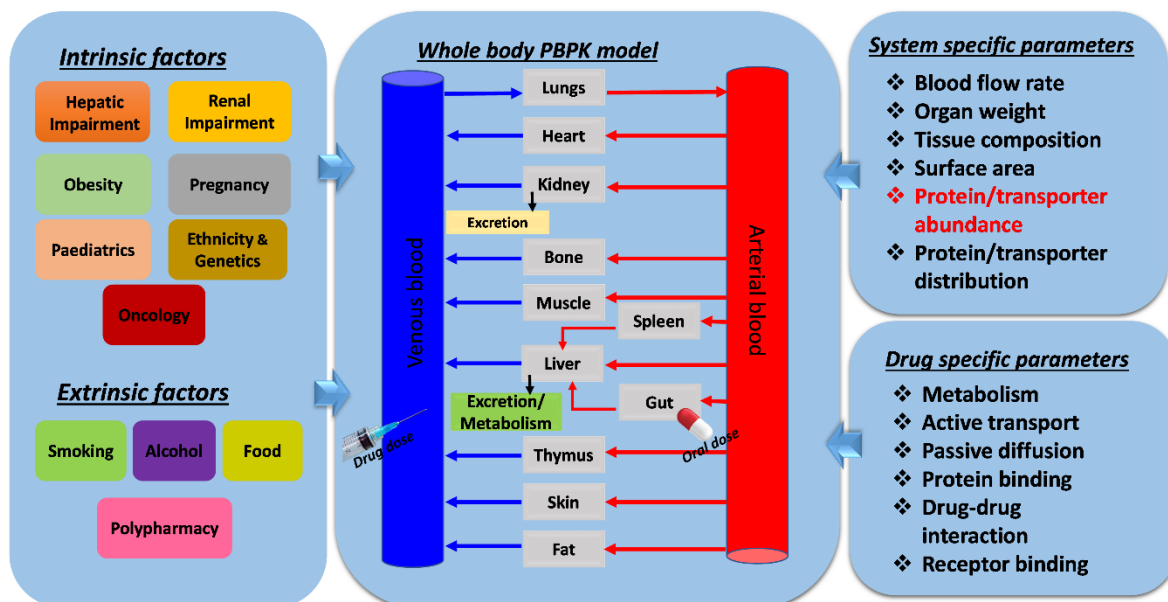 Intrinsic factors
Hepatic
Impairment
Renal
Impairment
Obesity
Pregnancy
Paediatrics
Ethnicity &
Genetics
Oncology
Extrinsic factors
Smoking
Alcohol
Food
Polypharmacy
Whole body PBPK model
Venous blood
Drug dose
Lungs
Heart
Kidney
Excretion
Bone
Muscle
Spleen
Liver
Excretion/
Metabolism
Gut
Oral dose
Thymus
Skin
Fat
Arterial blood
System specific parameters
❖ Blood flow rate
❖ Organ weight
❖ Tissue composition
❖ Surface area
❖ Protein/transporter
abundance
❖ Protein/transporter
distribution
Drug specific parameters
❖ Metabolism
❖ Active transport
❖ Passive diffusion
❖ Protein binding
❖ Drug-drug
interaction
❖ Receptor binding